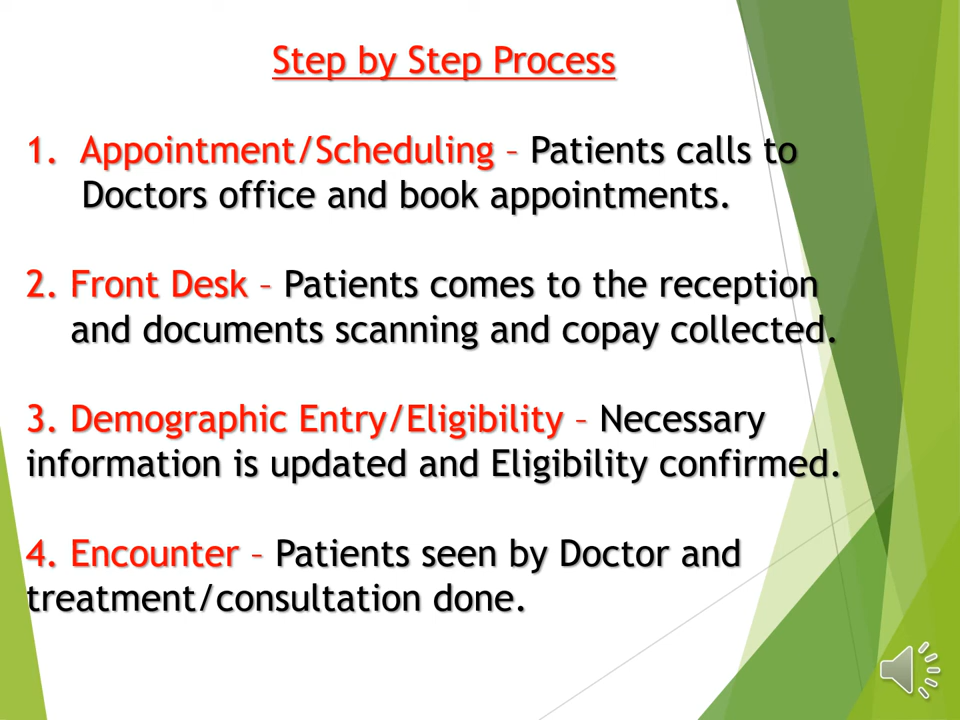 Step by Step Process
1. Appointment/Scheduling – Patients calls to
Doctors office and book appointments.
2. Front Desk – Patients comes to the reception
and documents scanning and copay collected.
3. Demographic Entry/Eligibility – Necessary
information is updated and Eligibility confirmed.
4. Encounter – Patients seen by Doctor and
treatment/consultation done.